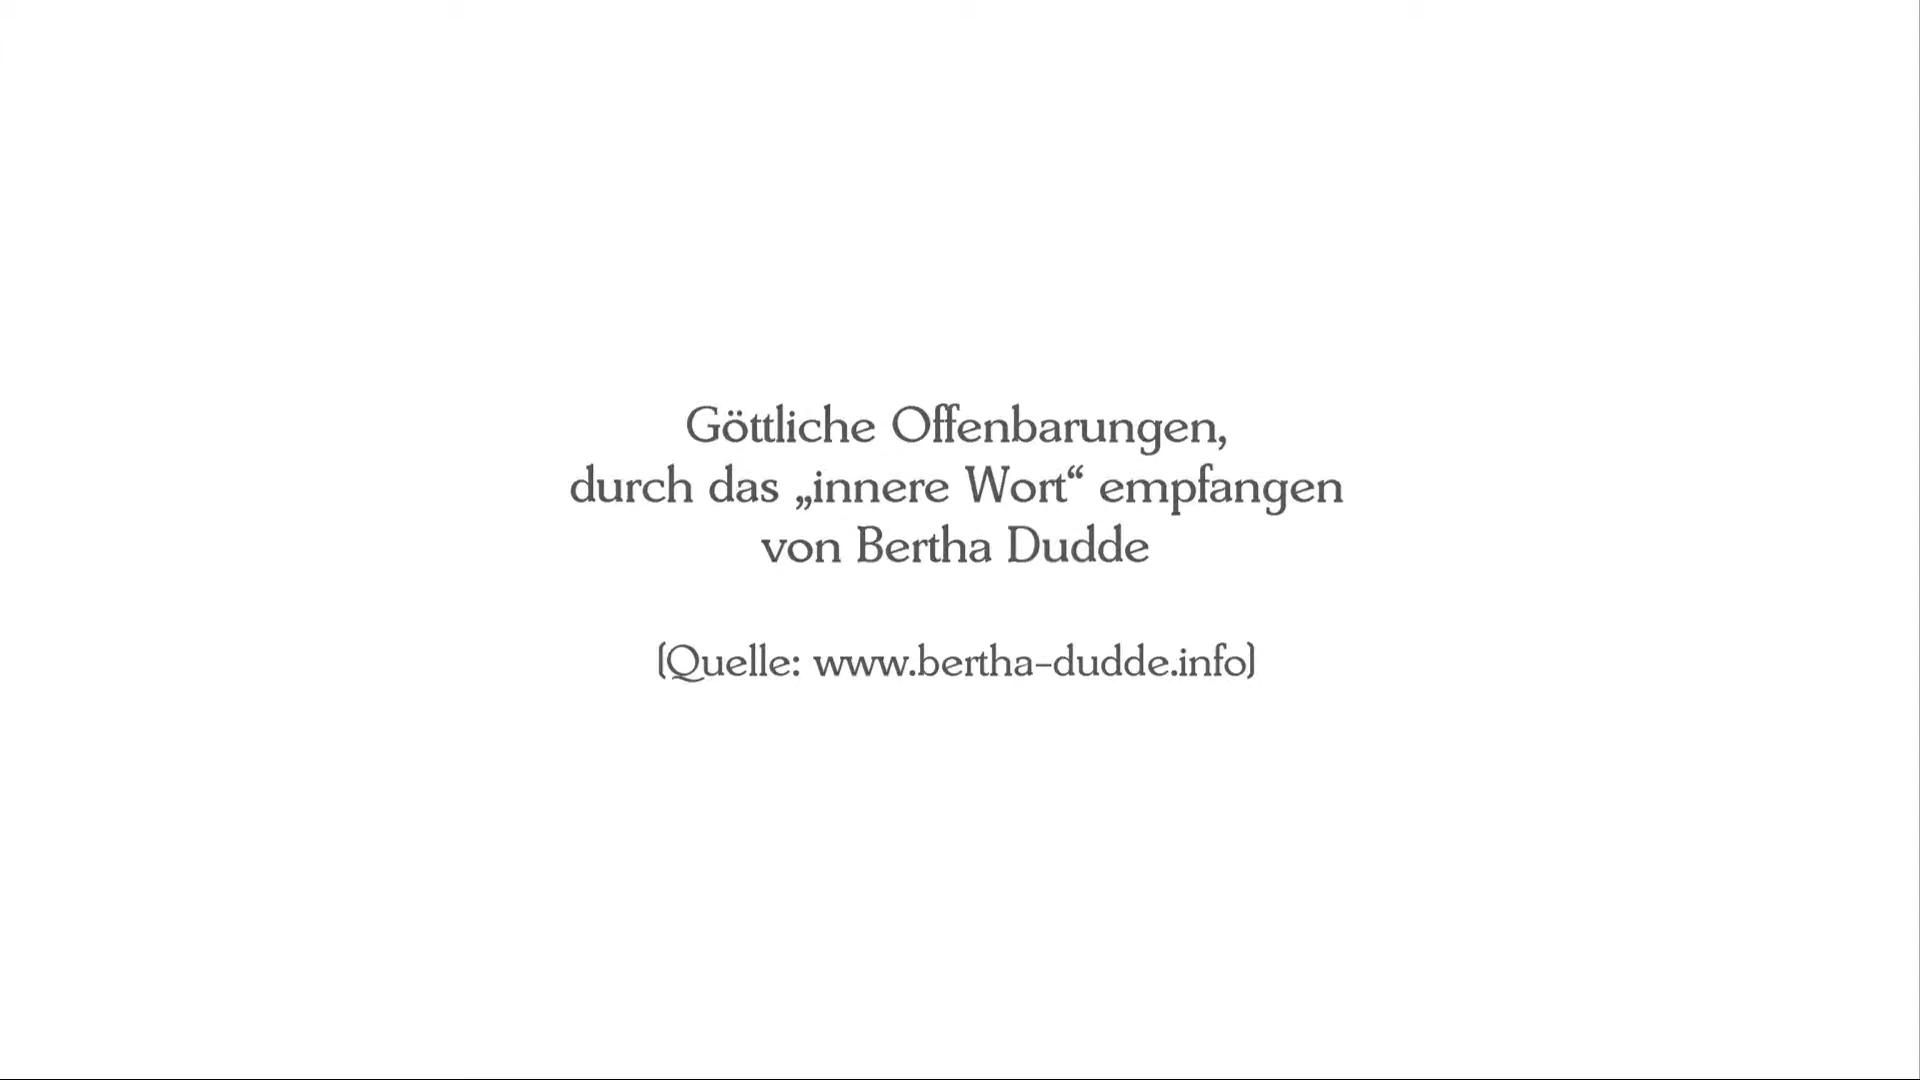 Göttliche Offenbarungen,
durch das „innere Wort“ empfangen
von Bertha Dudde
(Quelle: www.bertha-dudde.info)